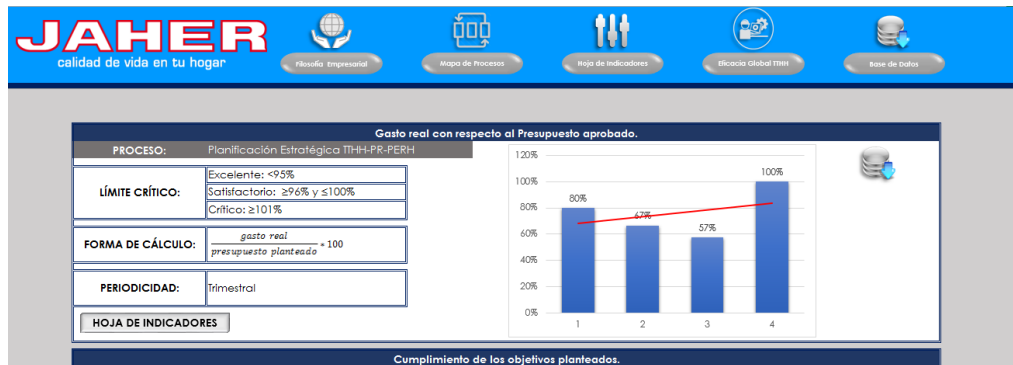 JAHER
calidad de vida en tu hogar
Filosofía Empresarial
Mapa de Procesos
Hoja de Indicadores
Eficacia Global TTHH
Base de Datos
Gasto real con respecto al Presupuesto aprobado.
PROCESO: Planificación Estratégica TTHH-PR-PERH
LÍMITE CRÍTICO:
Excelente: <95%
Satisfactorio: ≥96% y ≤100%
Crítico: ≥101%
FORMA DE CÁLCULO:
gasto real
presupuesto planteado
* 100
PERIODICIDAD: Trimestral
HOJA DE INDICADORES
120%
100%
80%
60%
40%
20%
0%
80%
67%
57%
100%
1 2 3 4
Cumplimiento de los objetivos planteados.